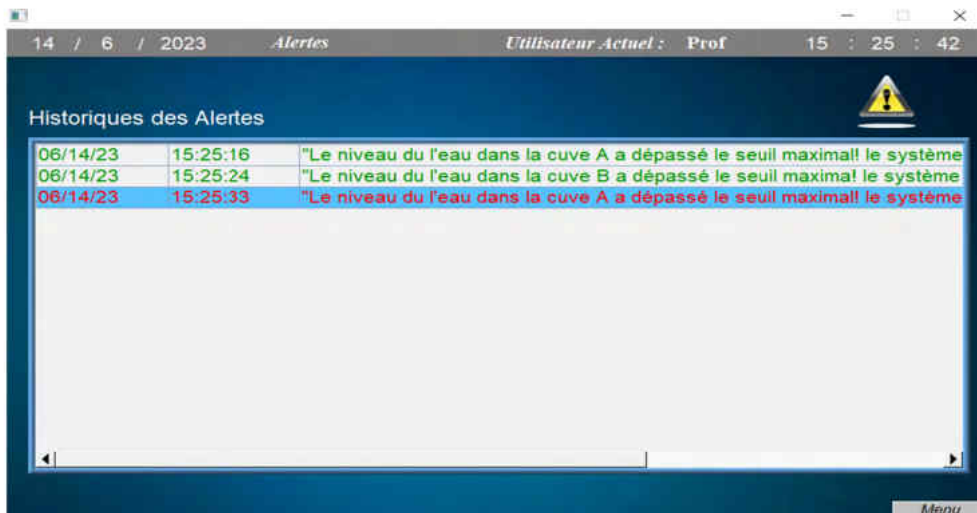 14 / 6 / 2023 Alertes Utilisateur Actuel : Prof 15 : 25 : 42
Historiques des Alertes
06/14/23 15:25:16 "Le niveau du l'eau dans la cuve A a dépassé le seuil maximal! le système
06/14/23 15:25:24 "Le niveau du l'eau dans la cuve B a dépassé le seuil maxima! le système
06/14/23 15:25:33 "Le niveau du l'eau dans la cuve A a dépassé le seuil maximal! le système
Menu